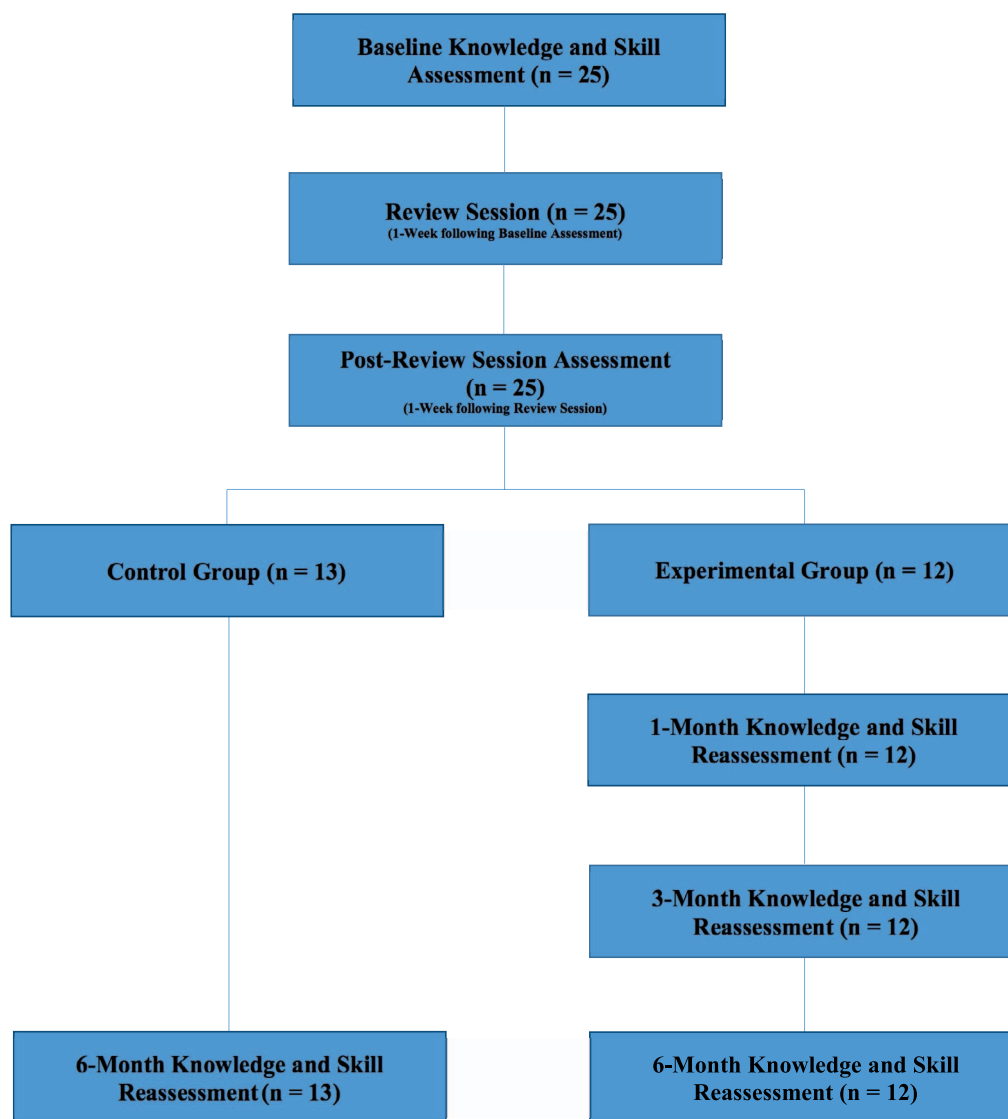 Baseline Knowledge and Skill
Assessment (n = 25)
Review Session (n = 25)
(1-Week following Baseline Assessment)
Post-Review Session Assessment
(n = 25)
(1-Week following Review Session)
Control Group (n = 13)
Experimental Group (n = 12)
1-Month Knowledge and Skill
Reassessment (n = 12)
3-Month Knowledge and Skill
Reassessment (n = 12)
6-Month Knowledge and Skill
Reassessment (n = 13)
6-Month Knowledge and Skill
Reassessment (n = 12)